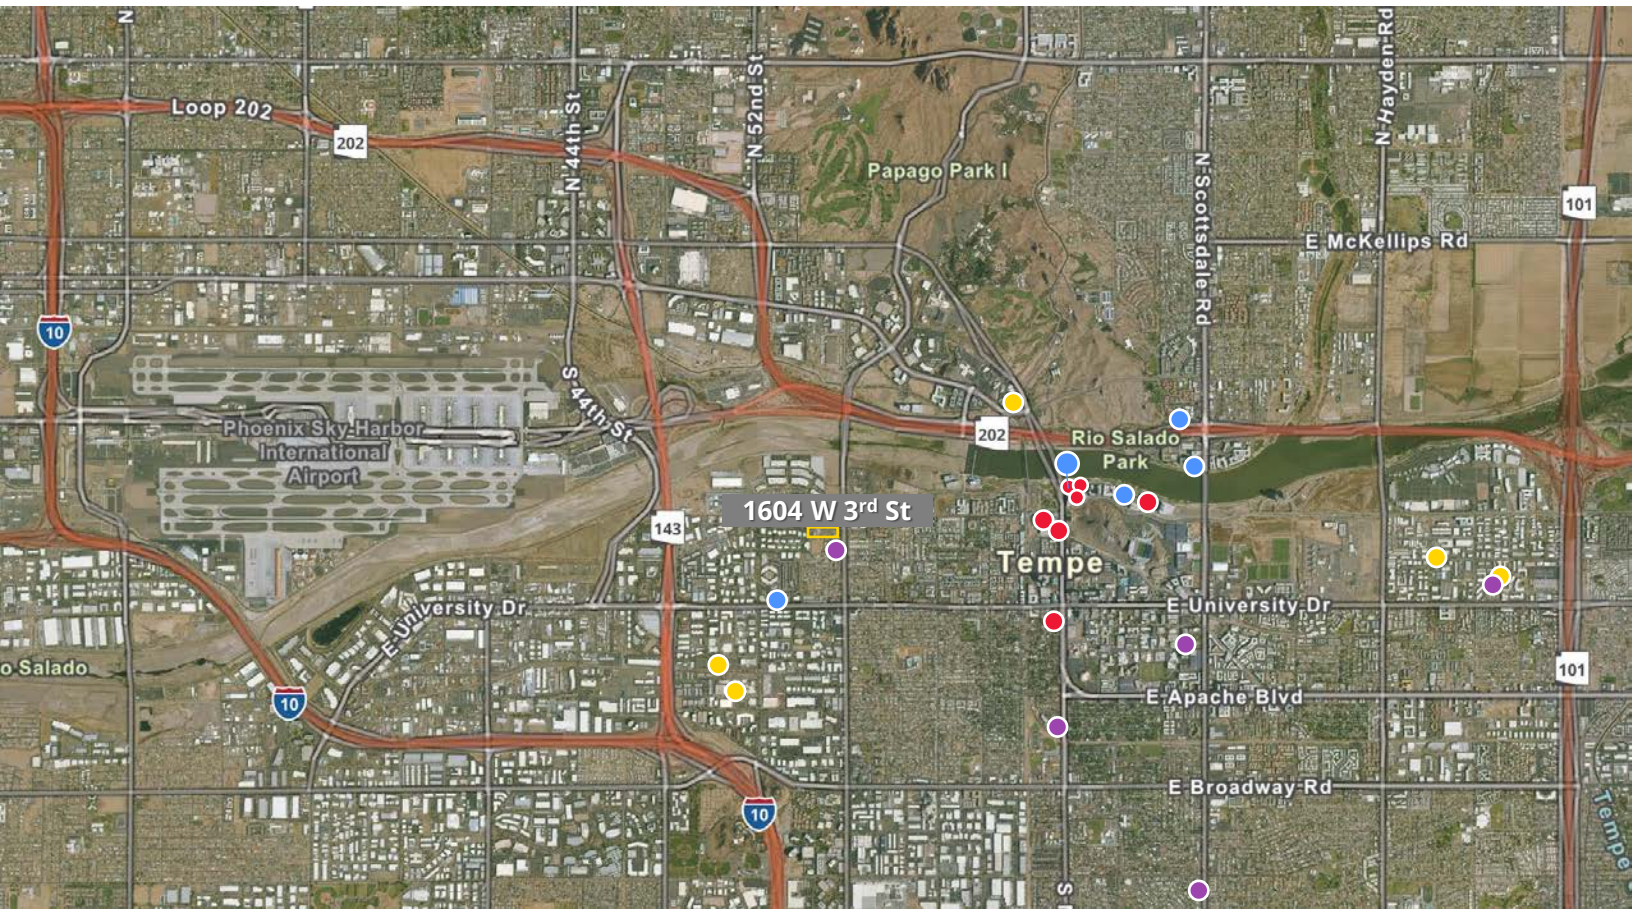 N
Loop 202
202
N 44th St
N 52nd St
N Hayden Rd
Papago Park I
101
N Scottsdale Rd
E McKellips Rd
10
S 44th St
Phoenix Sky Harbor
International
Airport
202
Rio Salado
Park
1604 W 3rd St
143
Tempe
E University Dr
E University Dr
o Salado
10
E Apache Blvd
101
E Broadway Rd
10
Tempe
S